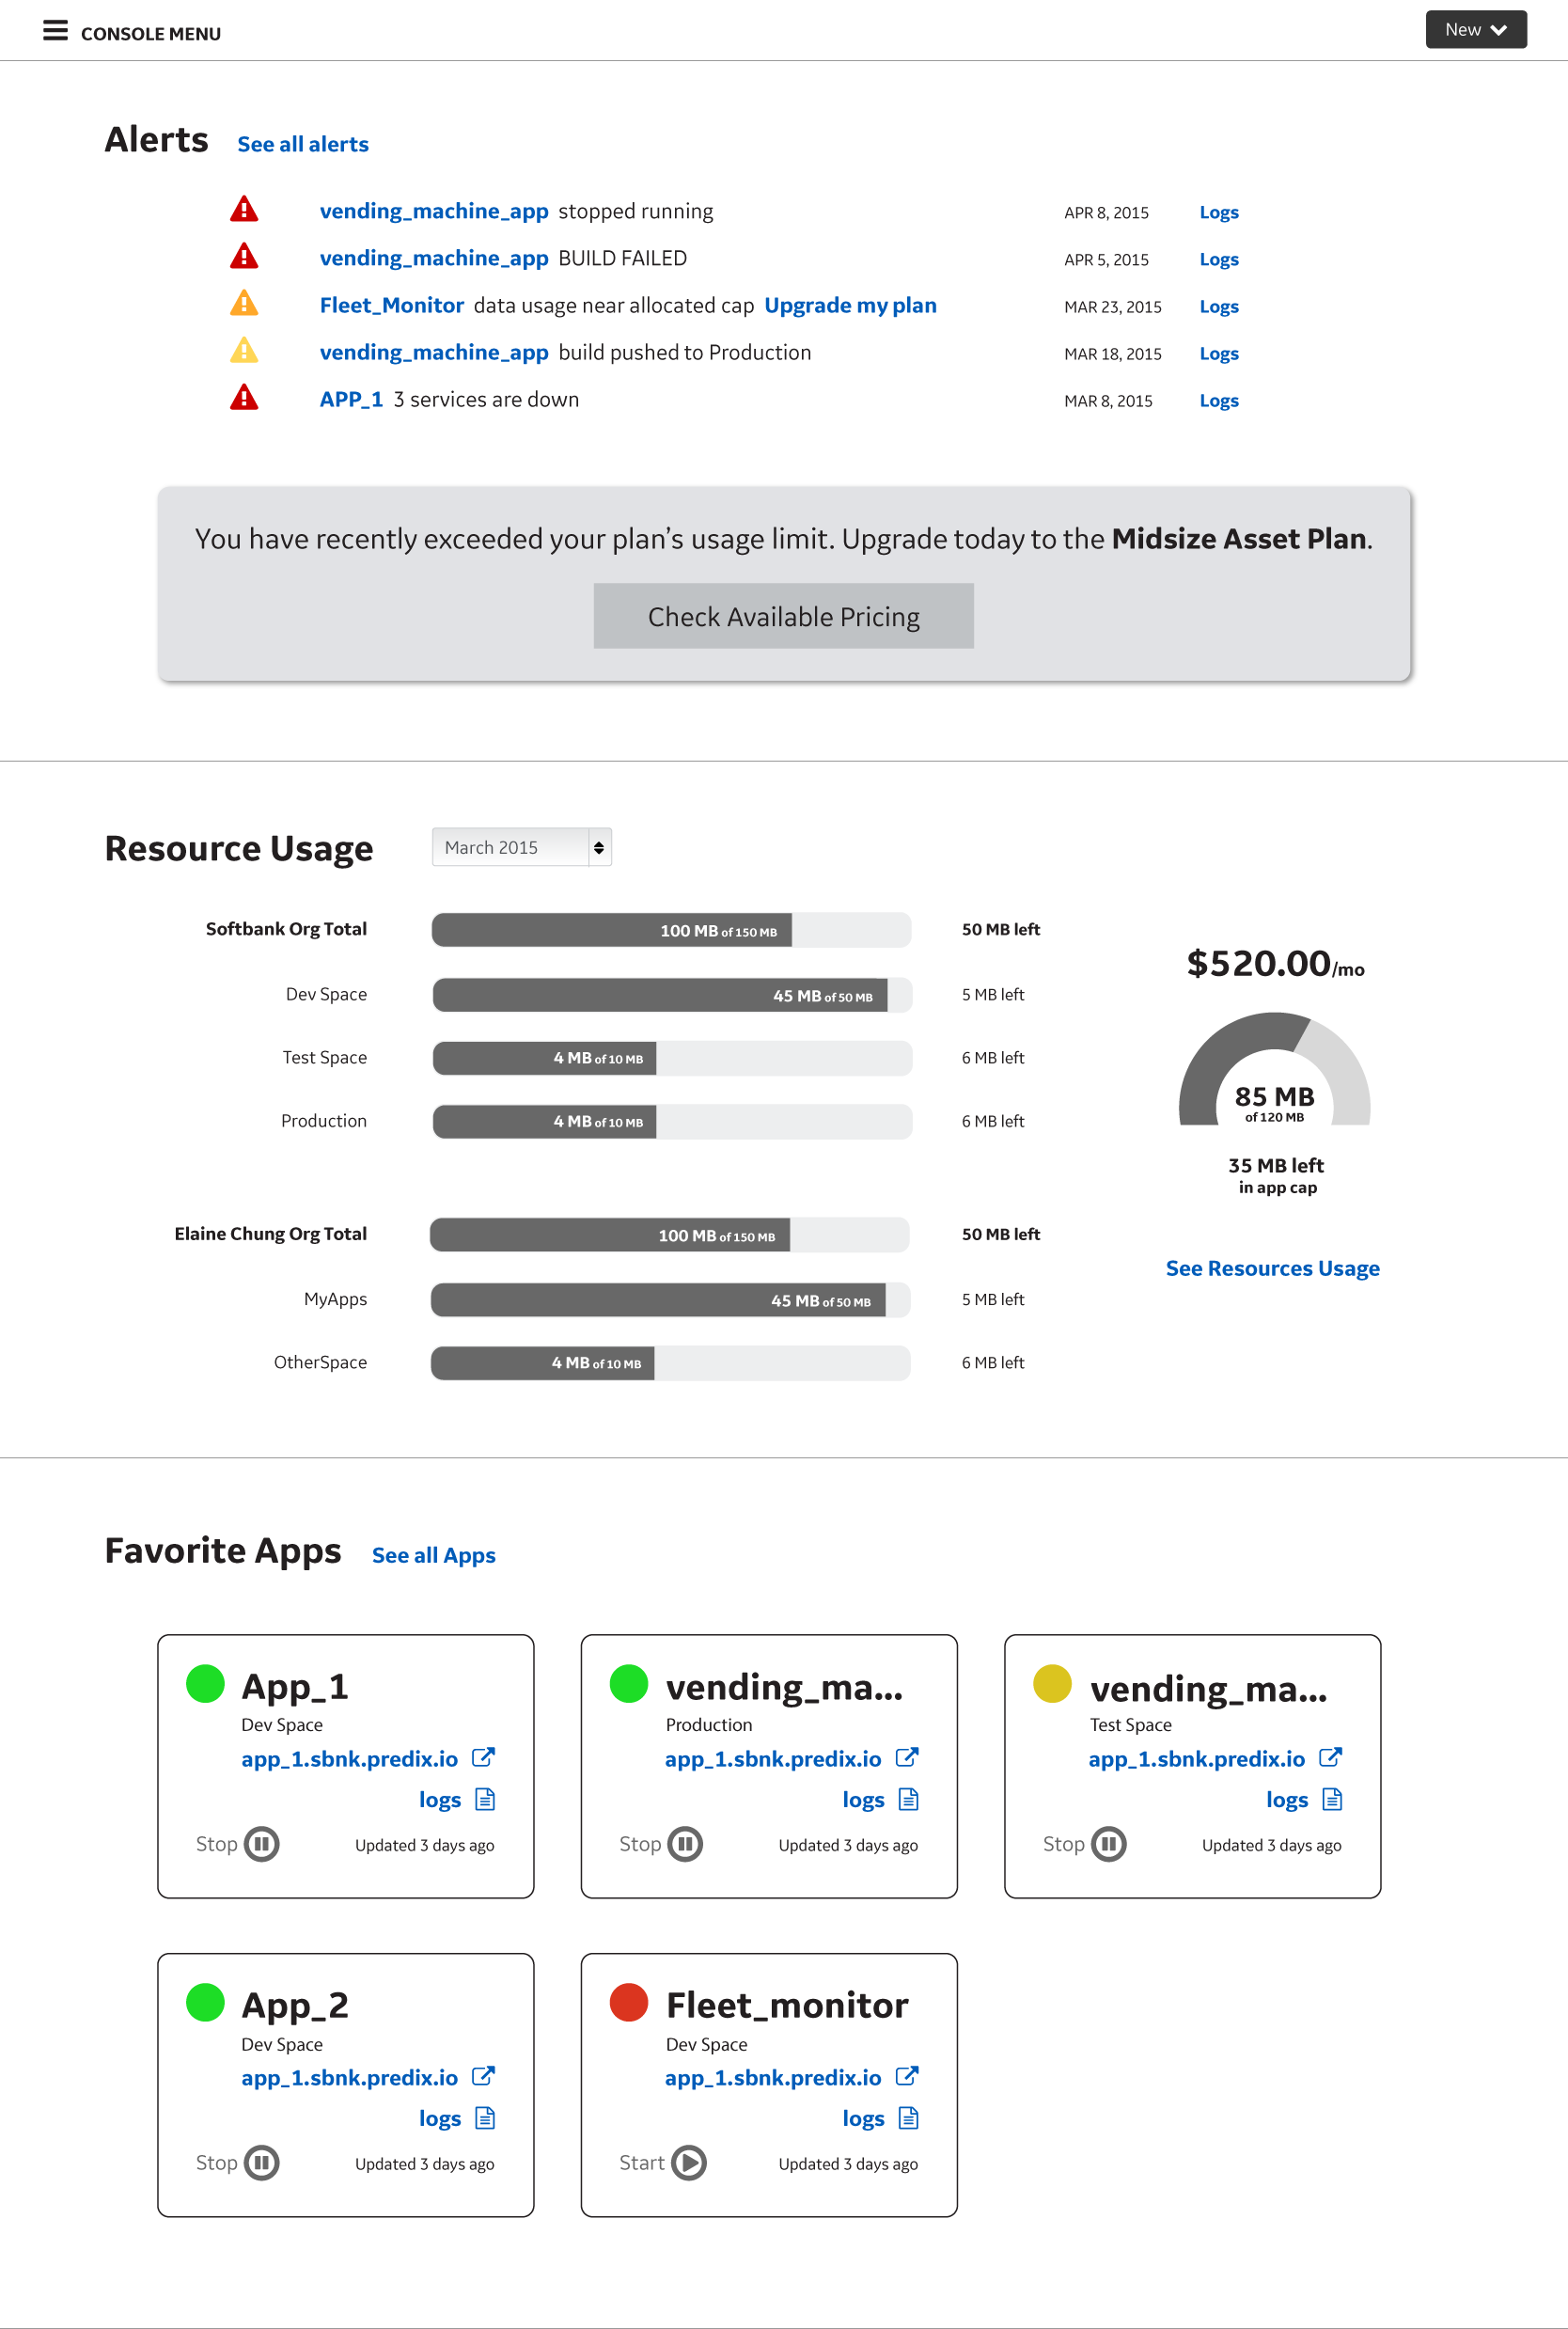 CONSOLE MENU
New
Alerts See all alerts
vending_machine_app stopped running APR 8, 2015 Logs
vending_machine_app BUILD FAILED APR 5, 2015 Logs
Fleet_Monitor data usage near allocated cap Upgrade my plan MAR 23, 2015 Logs
vending_machine_app build pushed to Production MAR 18, 2015 Logs
APP_1 3 services are down MAR 8, 2015 Logs
You have recently exceeded your plan's usage limit. Upgrade today to the Midsize Asset Plan.
Check Available Pricing
Resource Usage March 2015
Softbank Org Total 100 MB of 150 MB 50 MB left
Dev Space 45 MB of 50 MB 5 MB left
Test Space 4 MB of 10 MB 6 MB left
Production 4 MB of 10 MB 6 MB left
Elaine Chung Org Total 100 MB of 150 MB 50 MB left
MyApps 45 MB of 50 MB 5 MB left
OtherSpace 4 MB of 10 MB 6 MB left
$520.00/mo
85 MB
of 120 MB
35 MB left
in app cap
See Resources Usage
Favorite Apps See all Apps
App_1
Dev Space
app_1.sbnk.predix.io
logs
Stop Updated 3 days ago
vending_ma...
Production
app_1.sbnk.predix.io
logs
Stop Updated 3 days ago
vending_ma...
Test Space
app_1.sbnk.predix.io
logs
Stop Updated 3 days ago
App_2
Dev Space
app_1.sbnk.predix.io
logs
Stop Updated 3 days ago
Fleet_monitor
Dev Space
app_1.sbnk.predix.io
logs
Start Updated 3 days ago